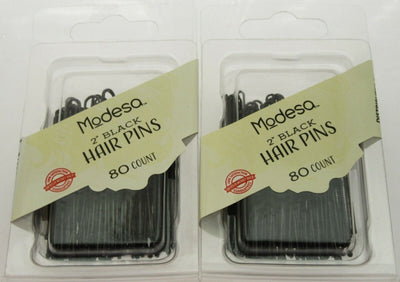 Modesa
2" BLACK
HAIR PINS
80 COUNT
Modesa
2" BLACK
HAIR PINS
80 COUNT